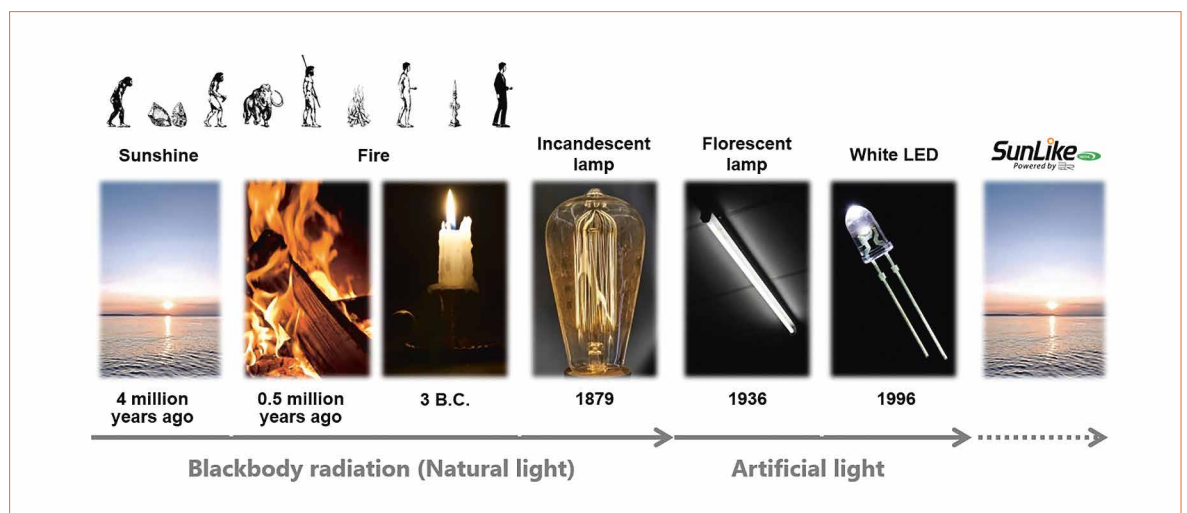 Sunshine
Fire
Incandescent
lamp
Florescent
lamp
White LED
SunLike
Powered by
4 million
years ago
0.5 million
years ago
3 B.C.
1879
1936
1996
Blackbody radiation (Natural light)
Artificial light